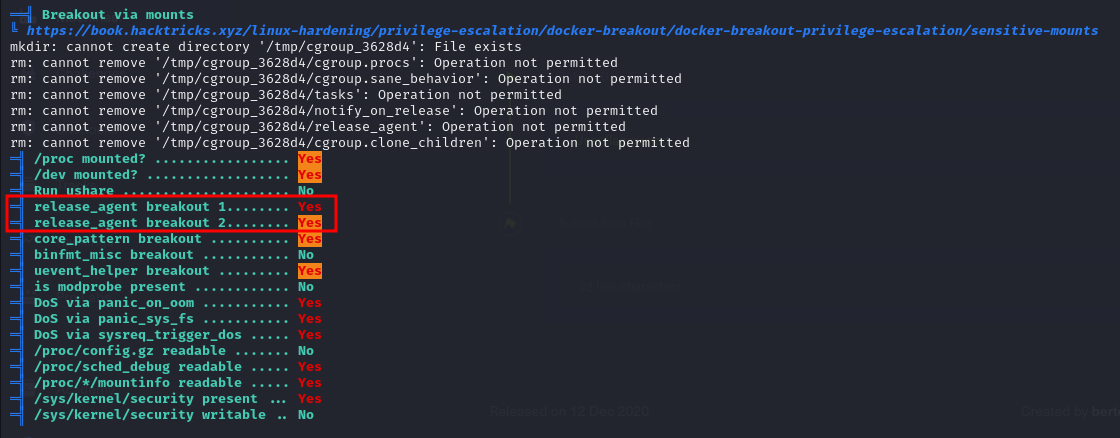 Breakout via mounts
https://book.hacktricks.xyz/linux-hardening/privilege-escalation/docker-breakout/docker-breakout-privilege-escalation/sensitive-mounts
mkdir: cannot create directory '/tmp/cgroup_3628d4': File exists
rm: cannot remove '/tmp/cgroup_3628d4/cgroup.procs': Operation not permitted
rm: cannot remove '/tmp/cgroup_3628d4/cgroup.sane_behavior': Operation not permitted
rm: cannot remove '/tmp/cgroup_3628d4/tasks': Operation not permitted
rm: cannot remove '/tmp/cgroup_3628d4/notify_on_release': Operation not permitted
rm: cannot remove '/tmp/cgroup_3628d4/release_agent': Operation not permitted
rm: cannot remove '/tmp/cgroup_3628d4/cgroup.clone_children': Operation not permitted
/proc mounted? ................. Yes
/dev mounted? .................. Yes
Run ushare ..................... No
release_agent breakout 1........ Yes
release_agent breakout 2........ Yes
core_pattern breakout .......... Yes
binfmt_misc breakout ........... No
uevent_helper breakout ......... Yes
is modprobe present ............ No
DoS via panic_on_oom ........... Yes
DoS via panic_sys_fs ........... Yes
DoS via sysreq_trigger_dos ..... Yes
/proc/config.gz readable ....... No
/proc/sched_debug readable ..... Yes
/proc/*/mountinfo readable ..... Yes
/sys/kernel/security present ... Yes
/sys/kernel/security writable .. No
Released on 12 Dec 2020
Created by